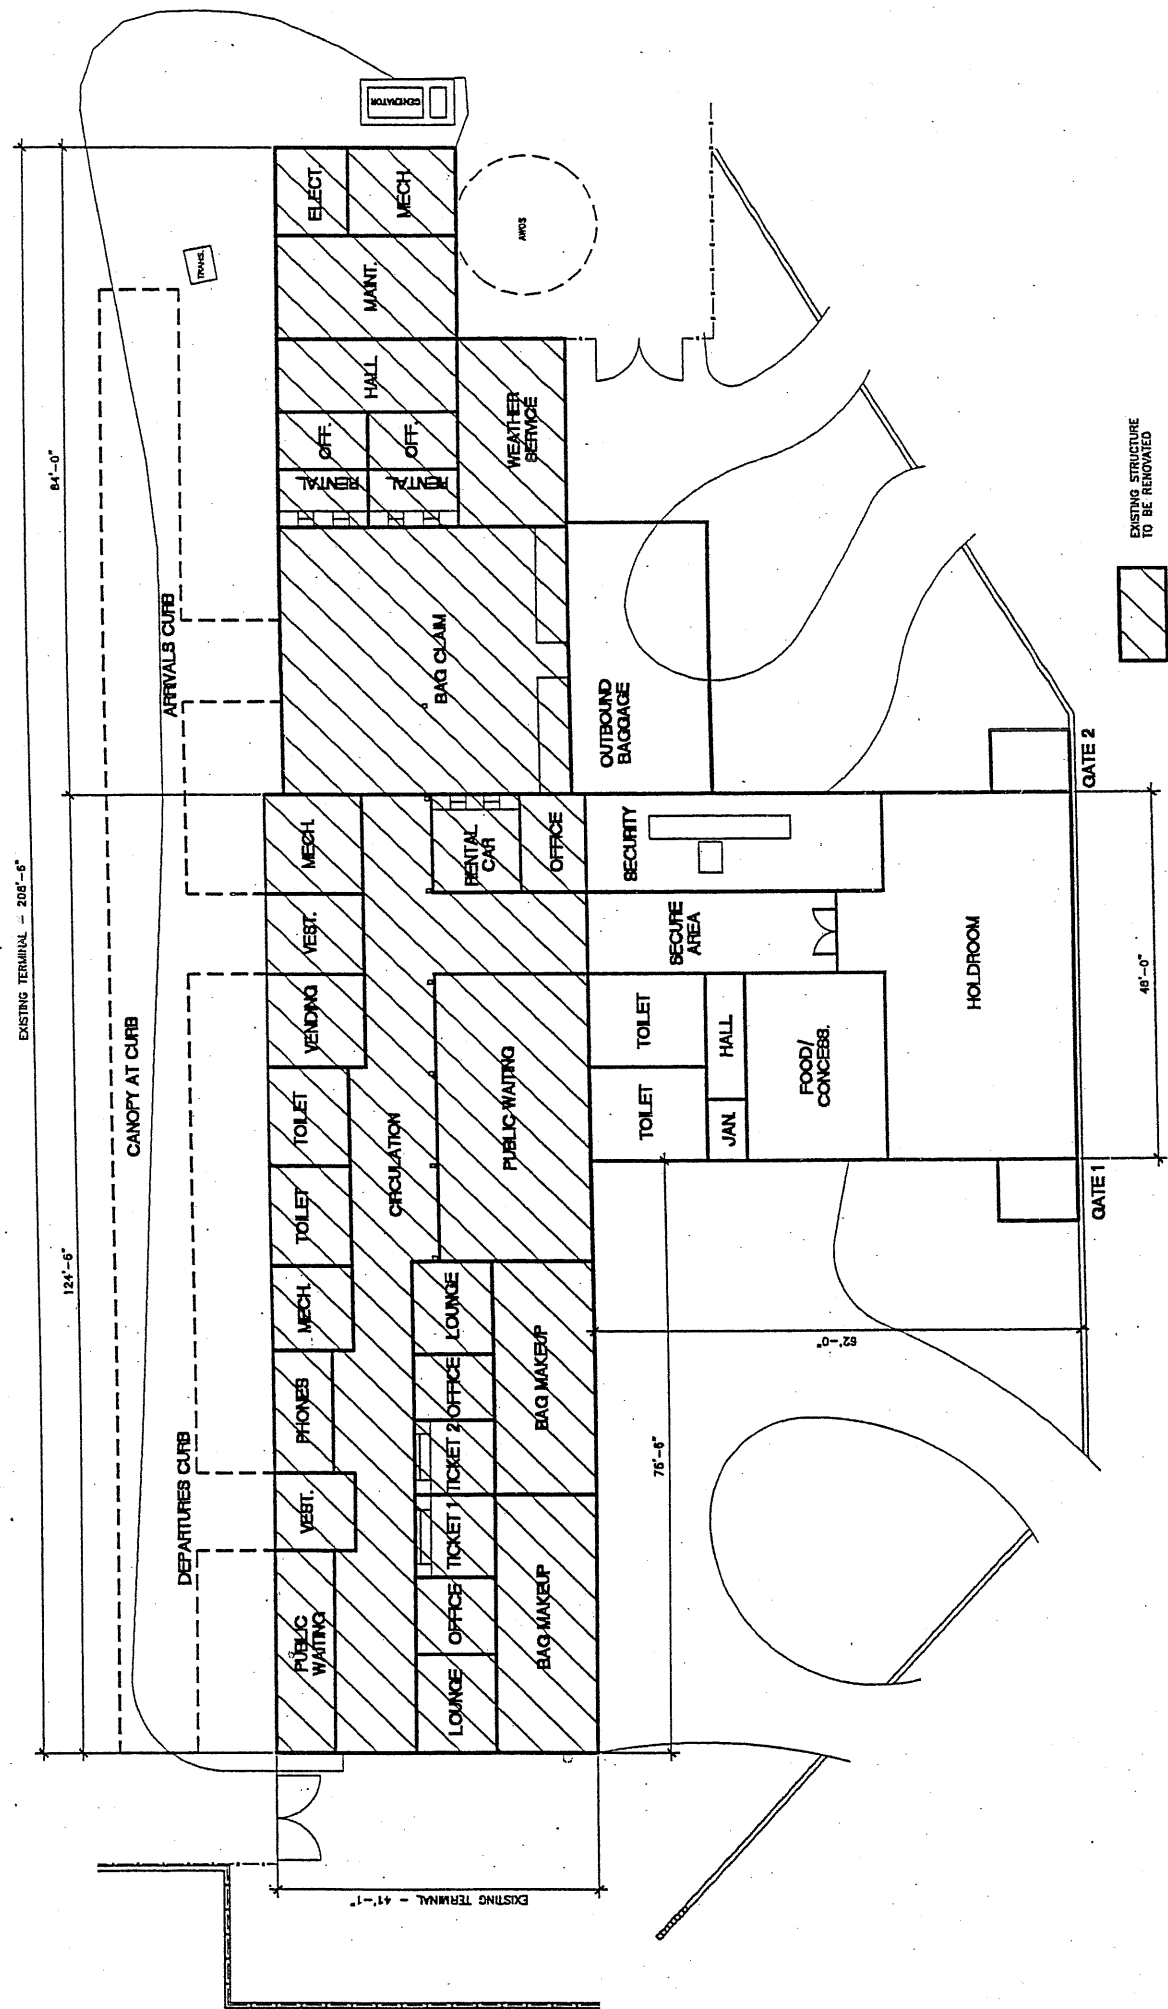 EXISTING TERMINAL - 208'-6"
124'-6"
84'-0"
CANOPY AT CURB
DEPARTURES CURB
ARRIVALS CURB
TRANS.
GENERATOR
PUBLIC
WAITING
VEST.
PHONES
MECH.
TOILET
TOILET
VENDING
VEST.
MECH.
BAG CLAIM
RENTAL
RENTAL
OFF.
OFF.
HALL
MAINT.
ELECT.
MECH.
AWOS
WEATHER
SERVICE
CIRCULATION
LOUNGE
OFFICE
TICKET 1
TICKET 2
OFFICE
LOUNGE
PUBLIC WAITING
RENTAL
CAR
OFFICE
BAG MAKEUP
BAG MAKEUP
EXISTING TERMINAL - 41'-1"
76'-6"
62'-0"
TOILET
TOILET
JAN.
HALL
FOOD/
CONCESS.
SECURE
AREA
SECURITY
OUTBOUND
BAGGAGE
HOLDROOM
GATE 1
GATE 2
48'-0"
EXISTING STRUCTURE
TO BE RENOVATED